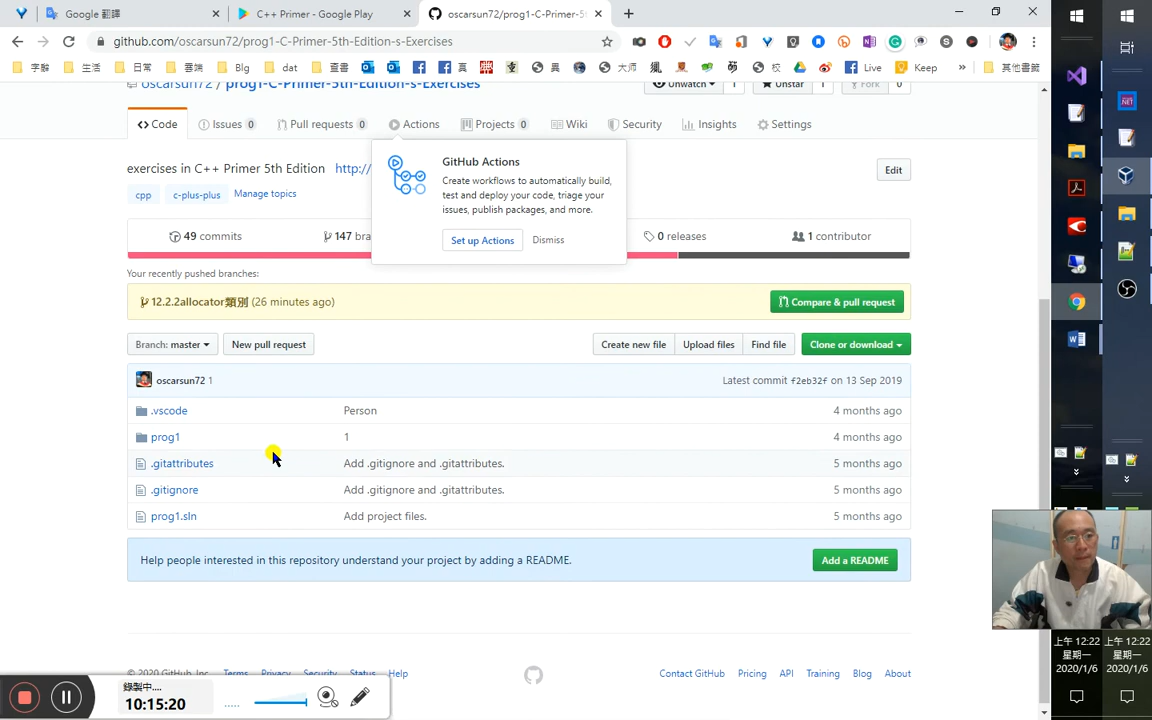 Google 翻譯
C++ Primer - Google Play
oscarsun72/prog1-C-Primer-5
github.com/oscarsun72/prog1-C-Primer-5th-Edition-s-Exercises
字辭
生活
日常
雲端
Blg
dat
查書
真
異
大师
校
Live
Keep
»
其他書籤
oscarsun72 / prog1-C-Primer-5th-Edition-s-Exercises
Unwatch 1
Unstar 1
Fork 0
Code
Issues 0
Pull requests 0
Actions
Projects 0
Wiki
Security
Insights
Settings
exercises in C++ Primer 5th Edition http://
Edit
GitHub Actions
Create workflows to automatically build,
test and deploy your code, triage your
issues, publish packages, and more.
Set up Actions
Dismiss
cpp
c-plus-plus
Manage topics
49 commits
147 bra
0 releases
1 contributor
Your recently pushed branches:
12.2.2allocator類別 (26 minutes ago)
Compare & pull request
Branch: master
New pull request
Create new file
Upload files
Find file
Clone or download
oscarsun72 1
Latest commit f2eb32f on 13 Sep 2019
.vscode
Person
4 months ago
prog1
1
4 months ago
.gitattributes
Add .gitignore and .gitattributes.
5 months ago
.gitignore
Add .gitignore and .gitattributes.
5 months ago
prog1.sln
Add project files.
5 months ago
Help people interested in this repository understand your project by adding a README.
Add a README
© 2020 GitHub, Inc.
Terms
Privacy
Security
Status
Help
Contact GitHub
Pricing
API
Training
Blog
About
錄製中....
10:15:20
上午 12:22
星期一
2020/1/6
上午 12:22
星期一
2020/1/6